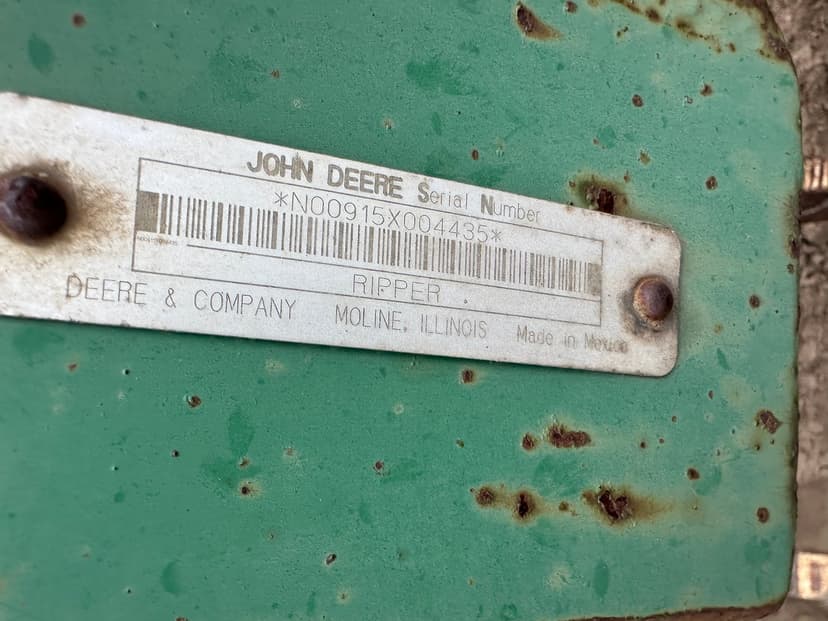 JOHN DEERE Serial Number
*N00915X004435*
RIPPER
DEERE & COMPANY MOLINE, ILLINOIS Made in Mexico